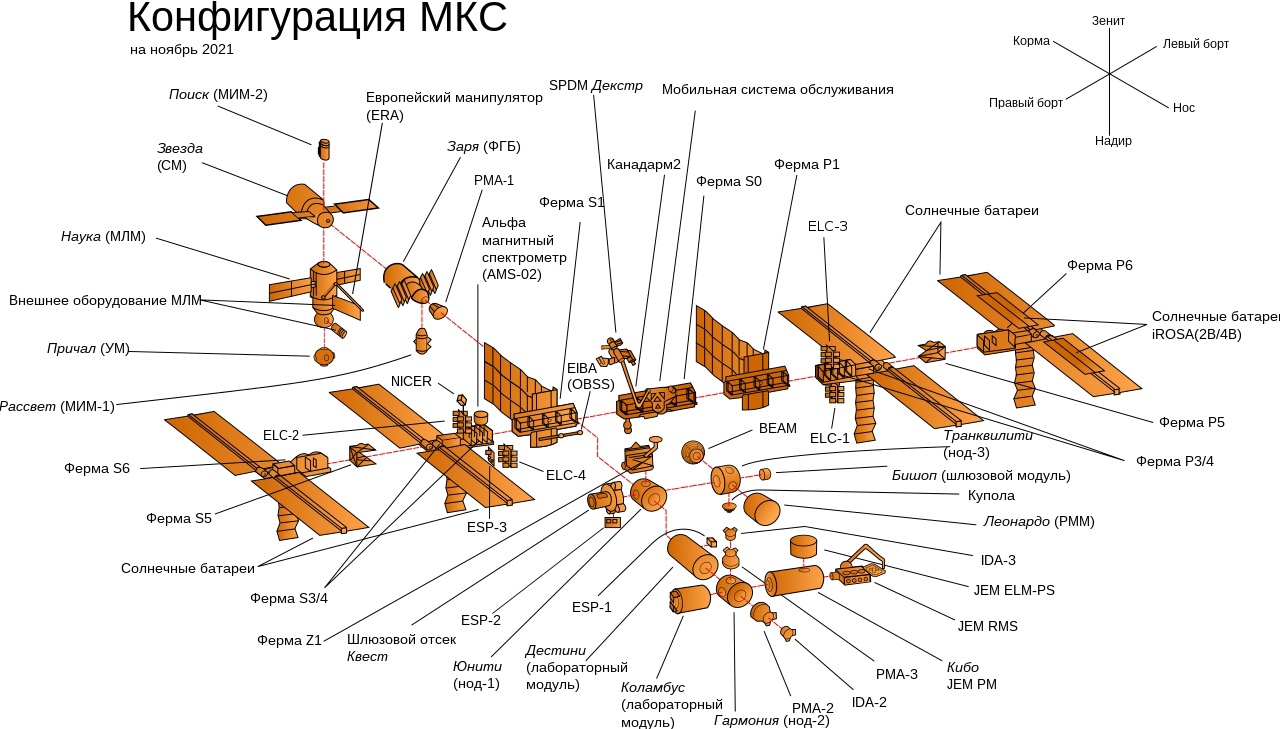 Конфигурация МКС
на ноябрь 2021
Зенит
Корма
Левый борт
Правый борт
Нос
Надир
Поиск (МИМ-2)
Европейский манипулятор
(ERA)
SPDM Декстр
Мобильная система обслуживания
Звезда
(СМ)
Заря (ФГБ)
PMA-1
Канадарм2
Ферма S0
Ферма P1
Ферма S1
Альфа
магнитный
спектрометр
(AMS-02)
Солнечные батареи
ELC-3
Наука (МЛМ)
Ферма P6
Внешнее оборудование МЛМ
Солнечные батареи
iROSA(2B/4B)
Причал (УМ)
Рассвет (МИМ-1)
NICER
EIBA
(OBSS)
ELC-2
BEAM
ELC-1
Ферма P5
Транквилити
(нод-3)
Ферма P3/4
Ферма S6
ELC-4
Бишоп (шлюзовой модуль)
Купола
Ферма S5
ESP-3
Леонардо (PMM)
Солнечные батареи
IDA-3
Ферма S3/4
JEM ELM-PS
ESP-2
ESP-1
JEM RMS
Ферма Z1
Шлюзовой отсек
Квест
Юнити
(нод-1)
Дестини
(лабораторный
модуль)
Коламбус
(лабораторный
модуль)
Гармония (нод-2)
PMA-2
IDA-2
PMA-3
Кибо
JEM PM